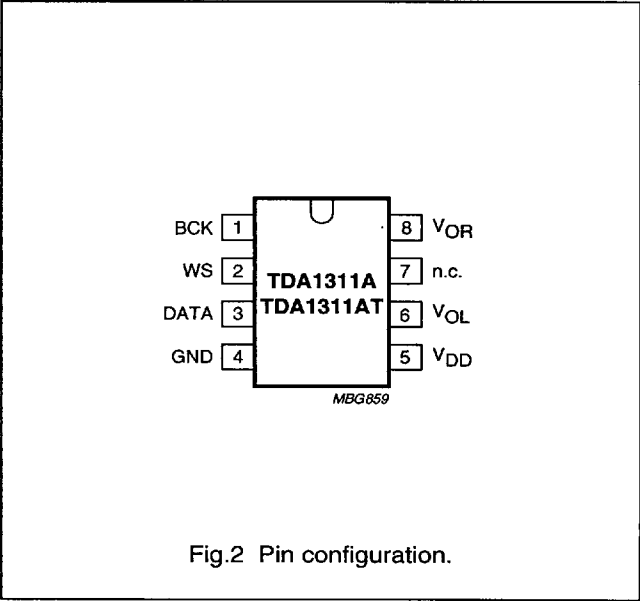 BCK 1
WS 2
DATA 3
GND 4
TDA1311A
TDA1311AT
8 VOR
7 n.c.
6 VOL
5 VDD
MBG859
Fig.2 Pin configuration.